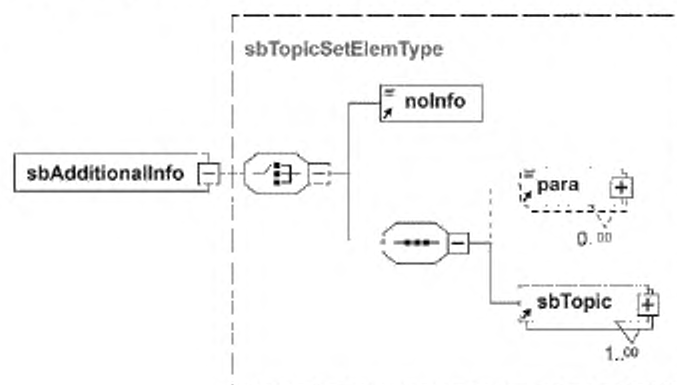 sbTopicSetElemType
noInfo
sbAdditionalInfo
para
0..∞
sbTopic
1..∞